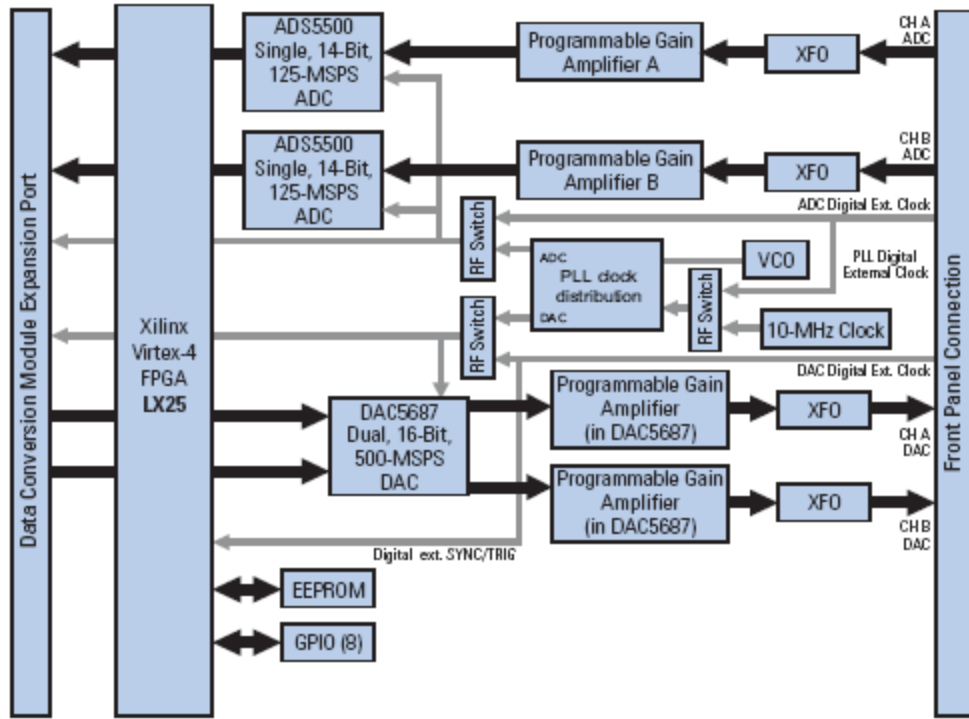 Data Conversion Module Expansion Port
Xilinx
Virtex-4
FPGA
LX25
ADS5500
Single, 14-Bit,
125-MSPS
ADC
Programmable Gain
Amplifier A
XFO
CH A
ADC
ADS5500
Single, 14-Bit,
125-MSPS
ADC
Programmable Gain
Amplifier B
XFO
CH B
ADC
ADC Digital Ext. Clock
RF Switch
ADC
PLL clock
distribution
DAC
VCO
PLL Digital
External Clock
RF Switch
RF Switch
10-MHz Clock
DAC Digital Ext. Clock
DAC5687
Dual, 16-Bit,
500-MSPS
DAC
Programmable Gain
Amplifier
(in DAC5687)
XFO
CH A
DAC
Programmable Gain
Amplifier
(in DAC5687)
XFO
CH B
DAC
Digital ext. SYNC/TRIG
EEPROM
GPIO (8)
Front Panel Connection